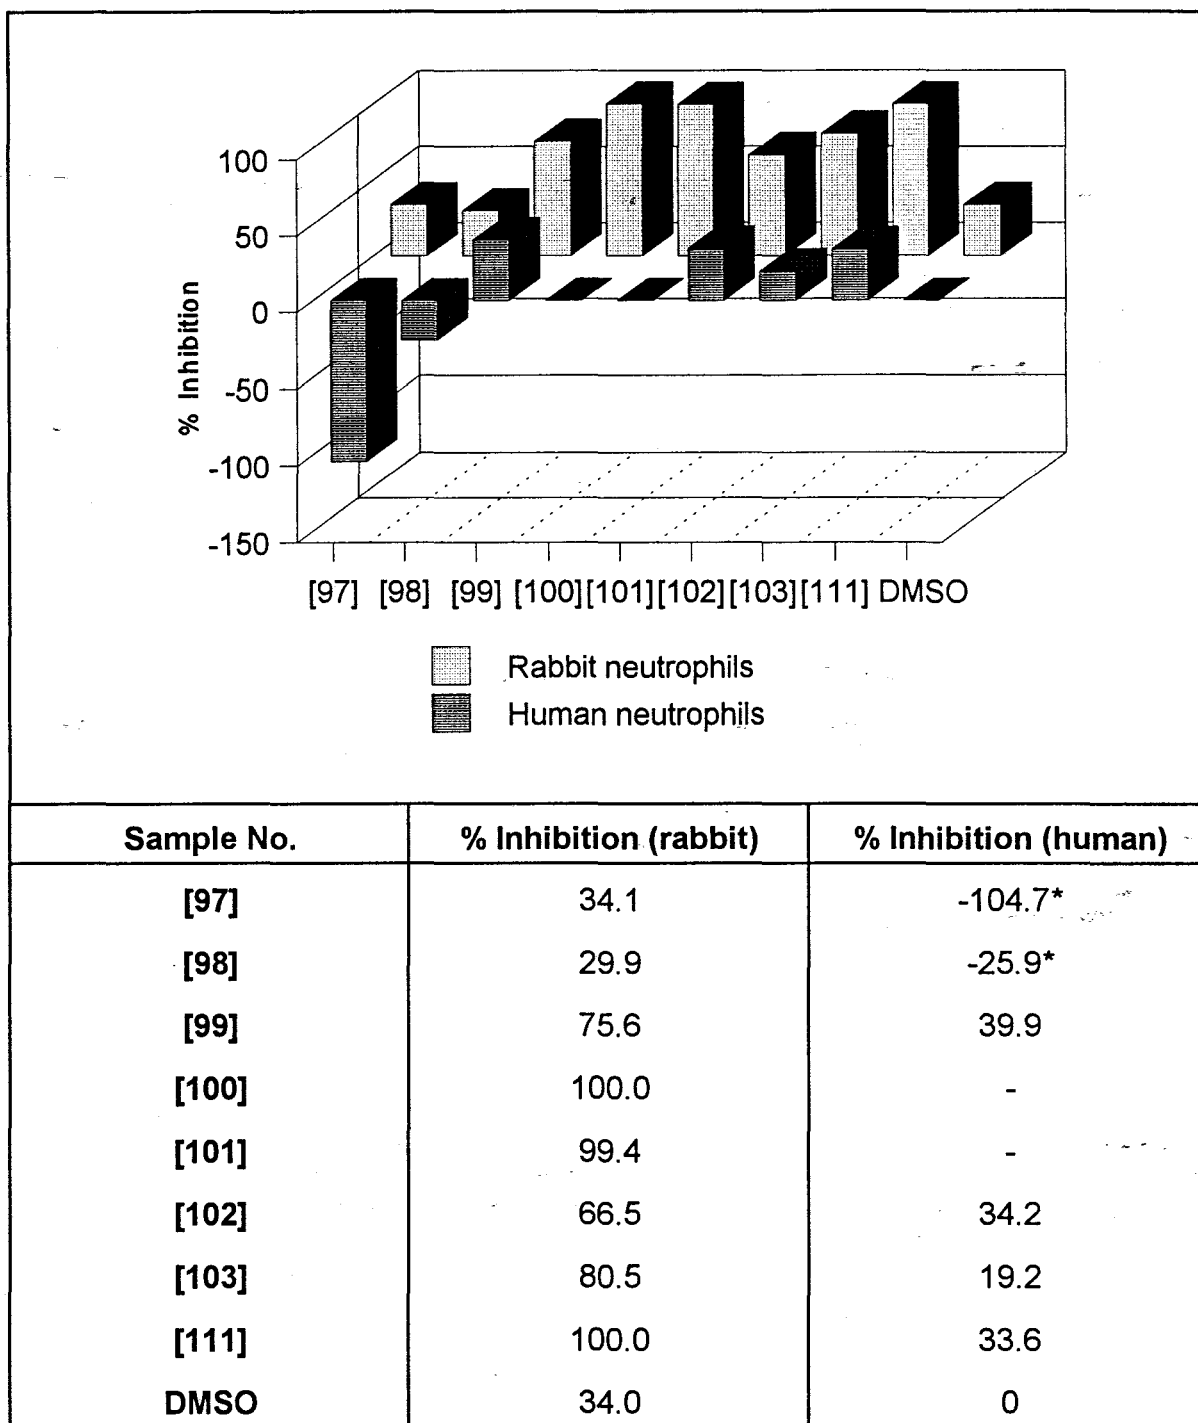 100
50
0
-50
-100
-150
% Inhibition
[97] [98] [99] [100] [101] [102] [103] [111] DMSO
Rabbit neutrophils
Human neutrophils
Sample No. % Inhibition (rabbit) % Inhibition (human)
[97] 34.1 -104.7*
[98] 29.9 -25.9*
[99] 75.6 39.9
[100] 100.0 -
[101] 99.4 -
[102] 66.5 34.2
[103] 80.5 19.2
[111] 100.0 33.6
DMSO 34.0 0